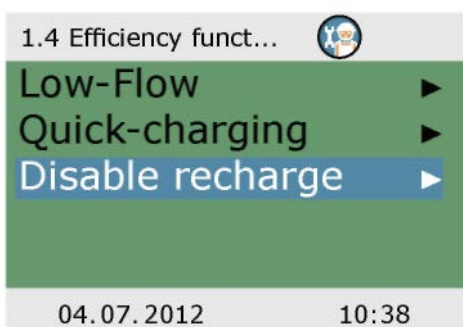 1.4 Efficiency funct...
Low-Flow
Quick-charging
Disable recharge
04.07.2012 10:38